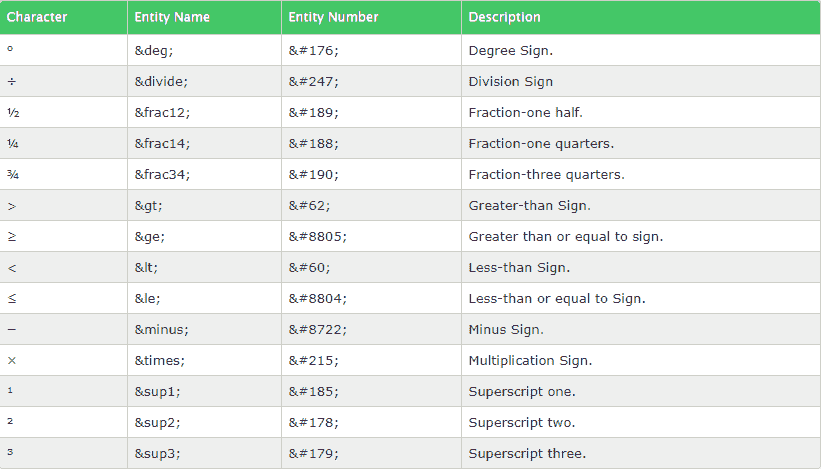 Character Entity Name Entity Number Description
° &deg; &#176; Degree Sign.
÷ &divide; &#247; Division Sign
½ &frac12; &#189; Fraction-one half.
¼ &frac14; &#188; Fraction-one quarters.
¾ &frac34; &#190; Fraction-three quarters.
> &gt; &#62; Greater-than Sign.
≥ &ge; &#8805; Greater than or equal to sign.
< &lt; &#60; Less-than Sign.
≤ &le; &#8804; Less-than or equal to Sign.
− &minus; &#8722; Minus Sign.
× &times; &#215; Multiplication Sign.
¹ &sup1; &#185; Superscript one.
² &sup2; &#178; Superscript two.
³ &sup3; &#179; Superscript three.